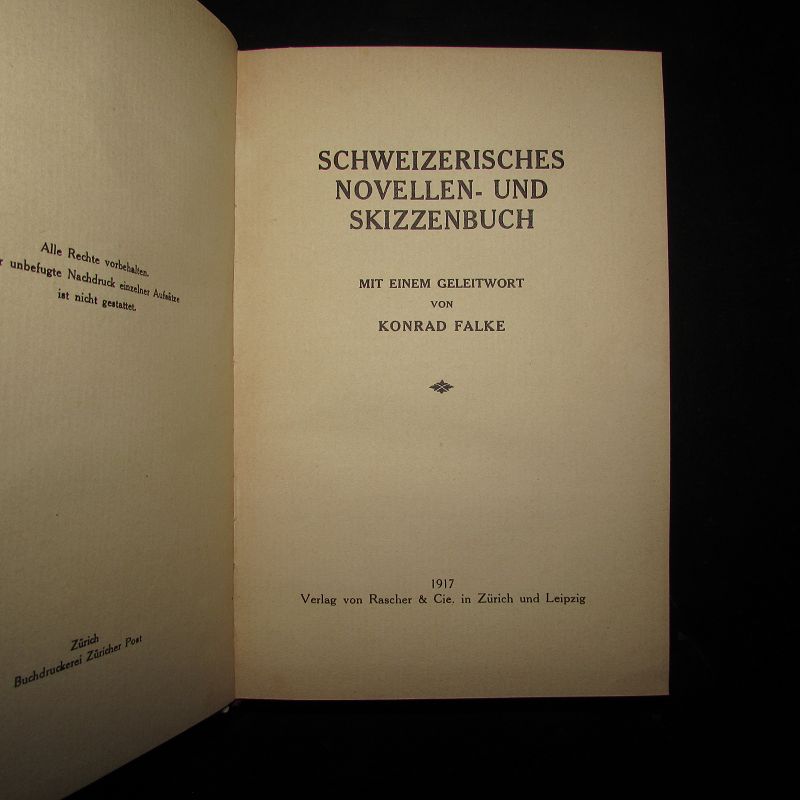 Alle Rechte vorbehalten.
unbefugte Nachdruck einzelner Aufsätze
ist nicht gestattet.
Zürich
Buchdruckerei Züricher Post
SCHWEIZERISCHES
NOVELLEN- UND
SKIZZENBUCH
MIT EINEM GELEITWORT
VON
KONRAD FALKE
1917
Verlag von Rascher & Cie. in Zürich und Leipzig